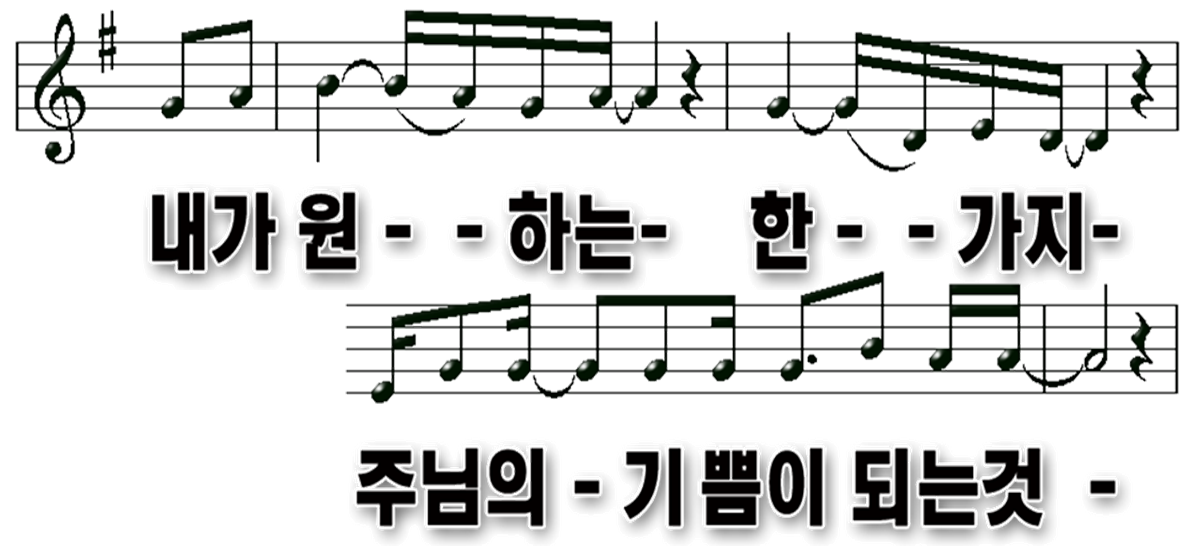 내가 원 - - 하는- 한 - - 가지-
주님의 - 기 쁨이 되는것 -